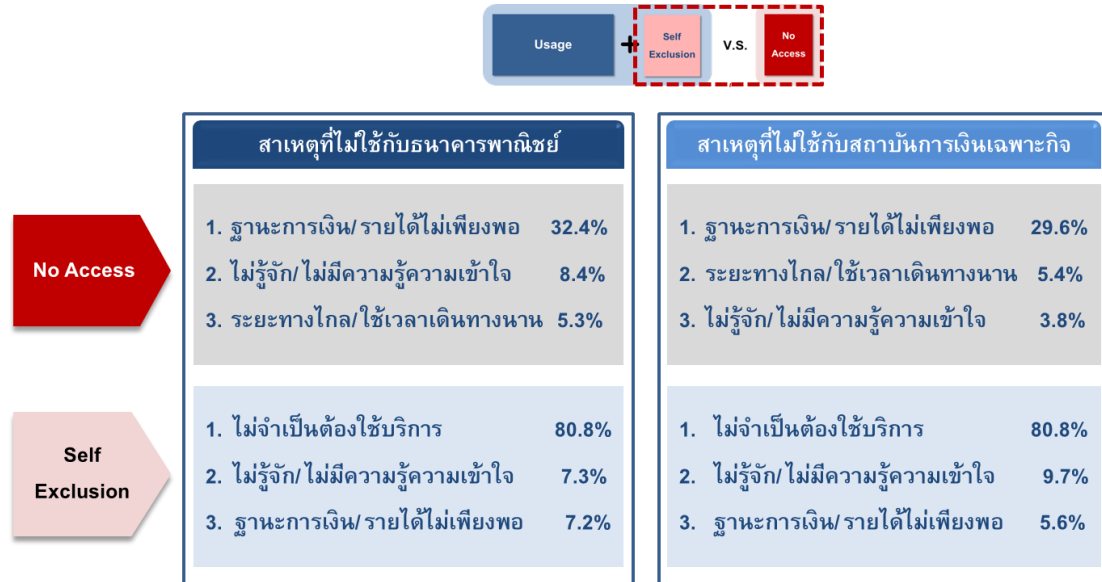 Usage
+
Self
Exclusion
V.S.
No
Access
สาเหตุที่ไม่ใช้กับธนาคารพาณิชย์
สาเหตุที่ไม่ใช้กับสถาบันการเงินเฉพาะกิจ
No Access
1. ฐานะการเงิน/รายได้ไม่เพียงพอ 32.4%
2. ไม่รู้จัก/ไม่มีความรู้ความเข้าใจ 8.4%
3. ระยะทางไกล/ใช้เวลาเดินทางนาน 5.3%
1. ฐานะการเงิน/รายได้ไม่เพียงพอ 29.6%
2. ระยะทางไกล/ใช้เวลาเดินทางนาน 5.4%
3. ไม่รู้จัก/ไม่มีความรู้ความเข้าใจ 3.8%
Self
Exclusion
1. ไม่จำเป็นต้องใช้บริการ 80.8%
2. ไม่รู้จัก/ไม่มีความรู้ความเข้าใจ 7.3%
3. ฐานะการเงิน/รายได้ไม่เพียงพอ 7.2%
1. ไม่จำเป็นต้องใช้บริการ 80.8%
2. ไม่รู้จัก/ไม่มีความรู้ความเข้าใจ 9.7%
3. ฐานะการเงิน/รายได้ไม่เพียงพอ 5.6%